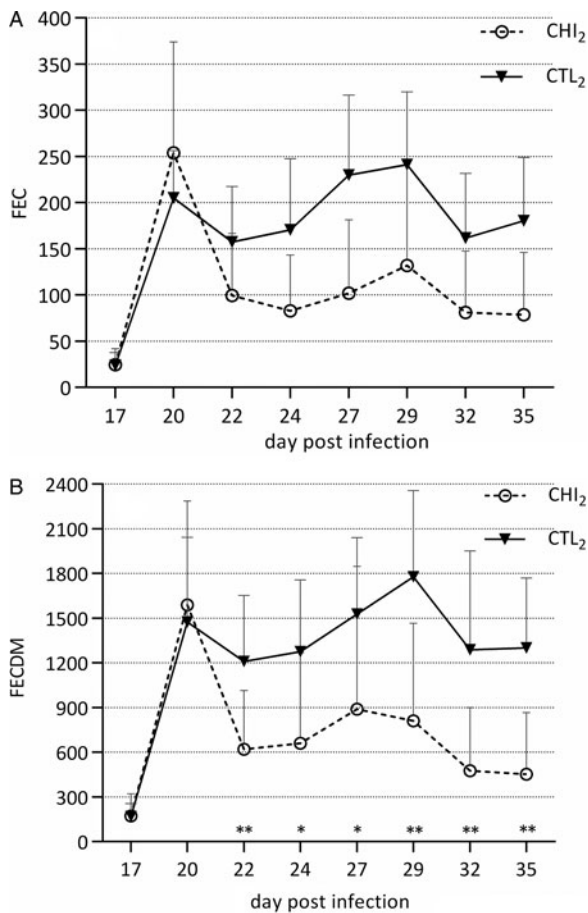 A
400
350
300
250
200
150
100
50
0
FEC
CHI₂
CTL₂
17 20 22 24 27 29 32 35
day post infection
B
2400
2100
1800
1500
1200
900
600
300
0
FECDM
CHI₂
CTL₂
** * * ** ** **
17 20 22 24 27 29 32 35
day post infection